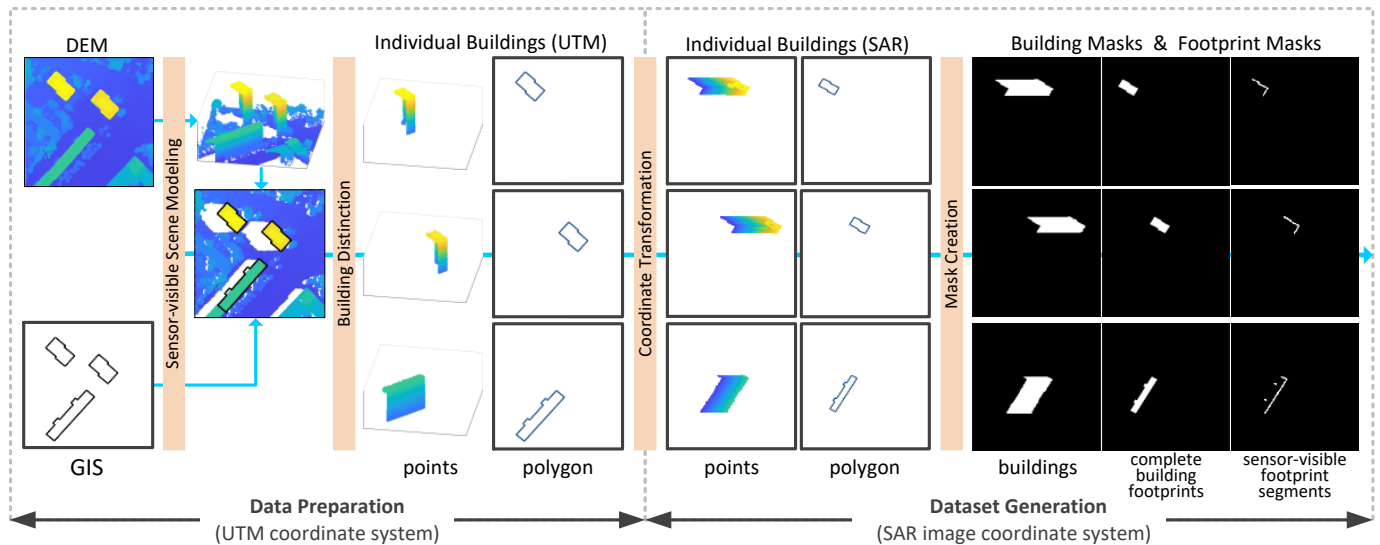 DEM
Individual Buildings (UTM)
Individual Buildings (SAR)
Building Masks & Footprint Masks
Sensor-visible Scene Modeling
Building Distinction
Coordinate Transformation
Mask Creation
GIS
points
polygon
points
polygon
buildings
complete
building
footprints
sensor-visible
footprint
segments
Data Preparation
(UTM coordinate system)
Dataset Generation
(SAR image coordinate system)